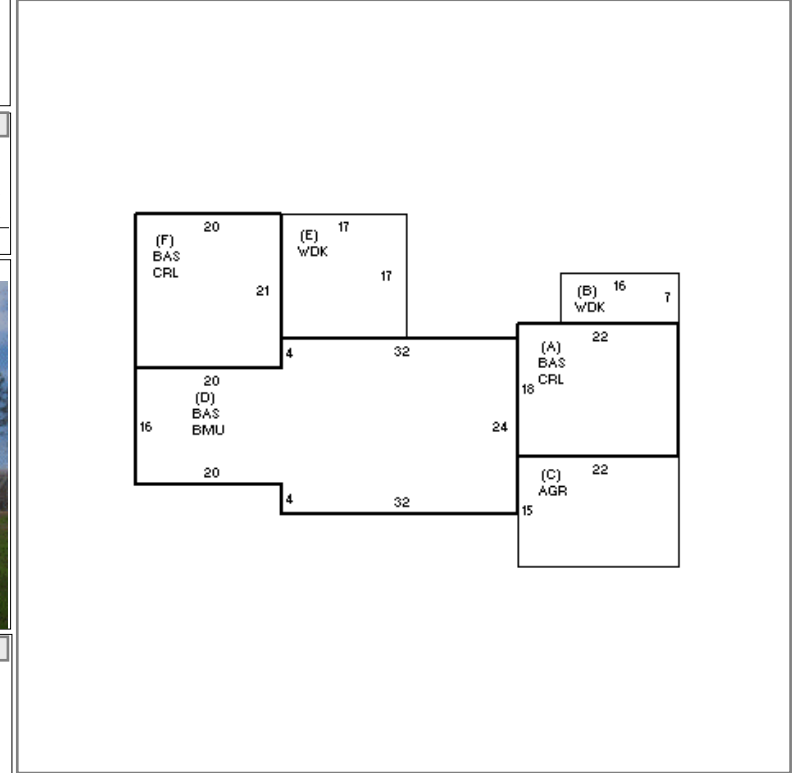 20
(F)
BAS
CRL
21
(E)
17
WDK
17
(B)
16
7
WDK
4
32
22
(A)
BAS
CRL
18
20
(D)
BAS
BMU
16
24
20
4
32
(C)
22
AGR
15